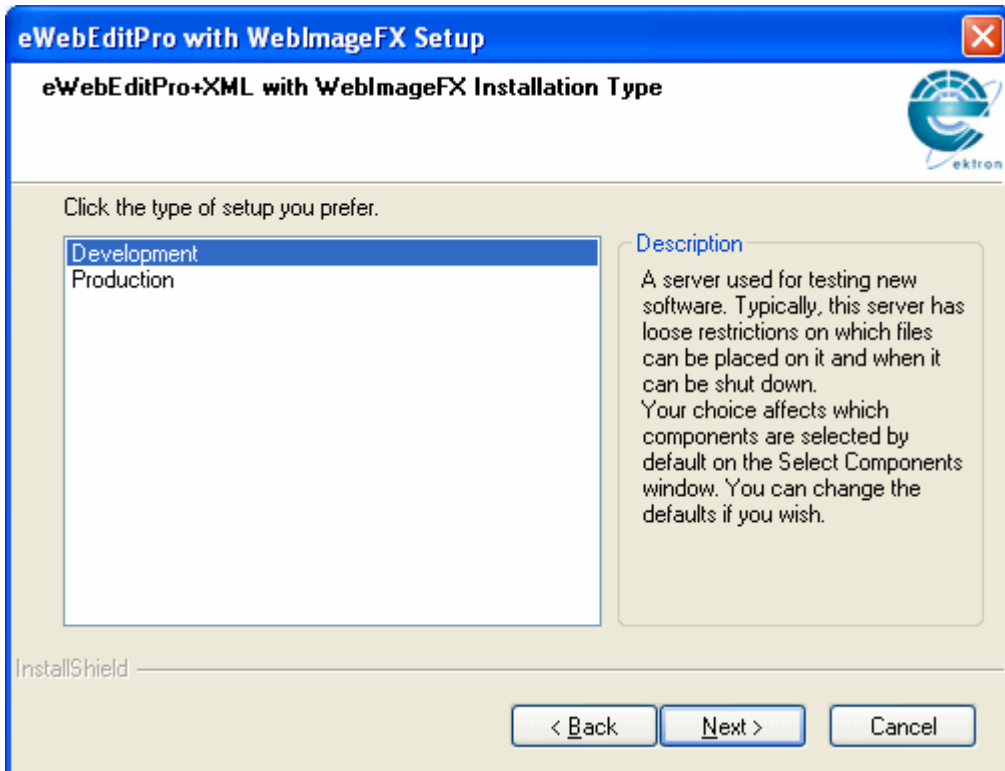 eWebEditPro with WebImageFX Setup
eWebEditPro+XML with WebImageFX Installation Type
ektron
Click the type of setup you prefer.
Development
Production
Description
A server used for testing new
software. Typically, this server has
loose restrictions on which files
can be placed on it and when it
can be shut down.
Your choice affects which
components are selected by
default on the Select Components
window. You can change the
defaults if you wish.
InstallShield
< Back
Next >
Cancel